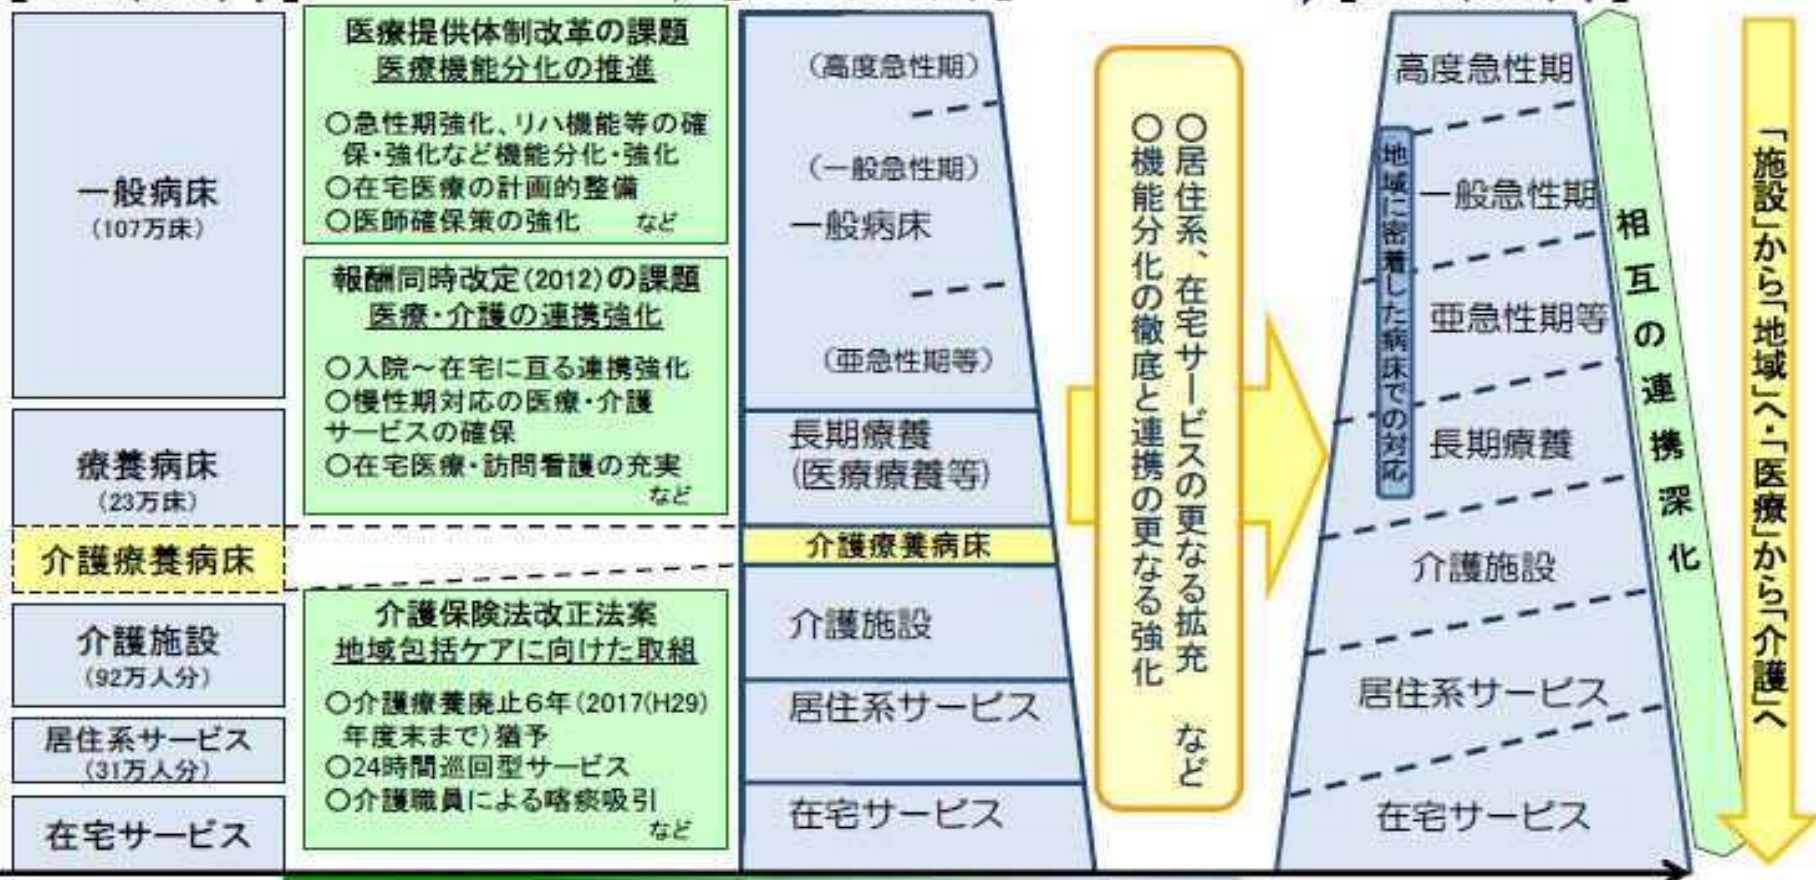 一般病床
(107万床)
療養病床
(23万床)
介護療養病床
介護施設
(92万人分)
居住系サービス
(31万人分)
在宅サービス
医療提供体制改革の課題
医療機能分化の推進
○急性期強化、リハ機能等の確
保・強化など機能分化・強化
○在宅医療の計画的整備
○医師確保策の強化 など
報酬同時改定(2012)の課題
医療・介護の連携強化
○入院～在宅に亘る連携強化
○慢性期対応の医療・介護
サービスの確保
○在宅医療・訪問看護の充実
など
介護保険法改正法案
地域包括ケアに向けた取組
○介護療養廃止6年(2017(H29)
年度末まで)猶予
○24時間巡回型サービス
○介護職員による喀痰吸引
など
(高度急性期)
(一般急性期)
一般病床
(亜急性期等)
長期療養
(医療療養等)
介護療養病床
介護施設
居住系サービス
在宅サービス
○居住系、在宅サービスの更なる拡充
○機能分化の徹底と連携の更なる強化 など
高度急性期
一般急性期
亜急性期等
長期療養
介護施設
居住系サービス
在宅サービス
地域に密着した病床での対応
相互の連携深化
「施設」から「地域」へ・「医療」から「介護」へ